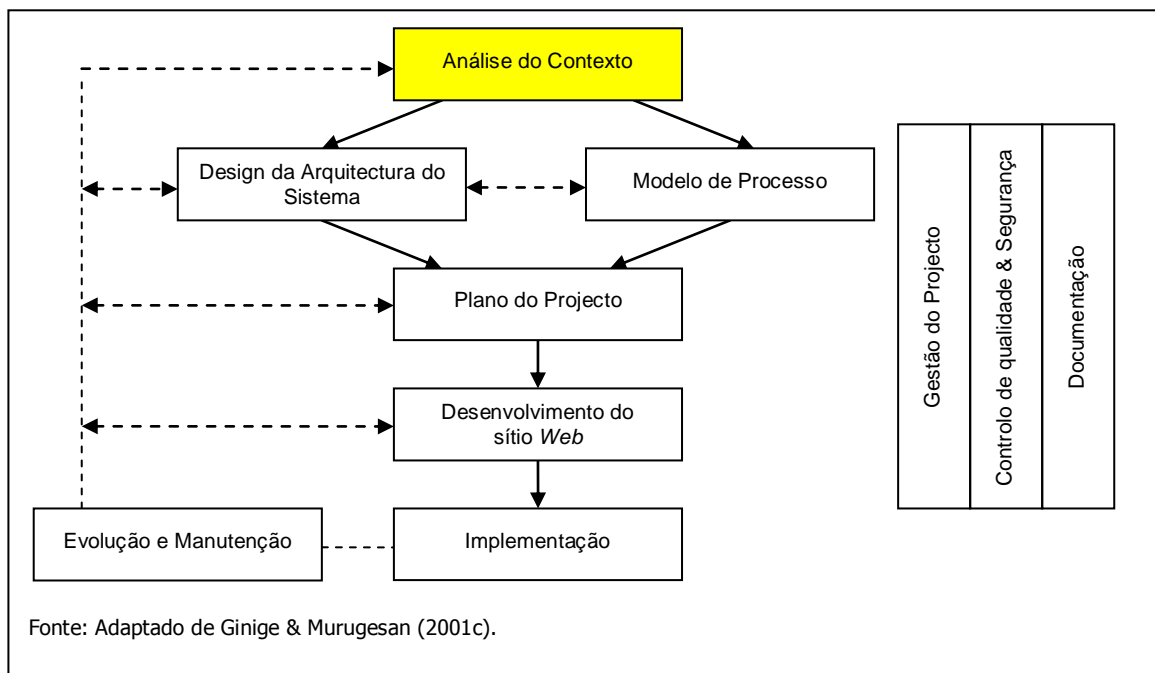 Análise do Contexto
Design da Arquitectura do
Sistema
Modelo de Processo
Plano do Projecto
Desenvolvimento do
sítio Web
Evolução e Manutenção
Implementação
Gestão do Projecto
Controlo de qualidade & Segurança
Documentação
Fonte: Adaptado de Ginige & Murugesan (2001c).